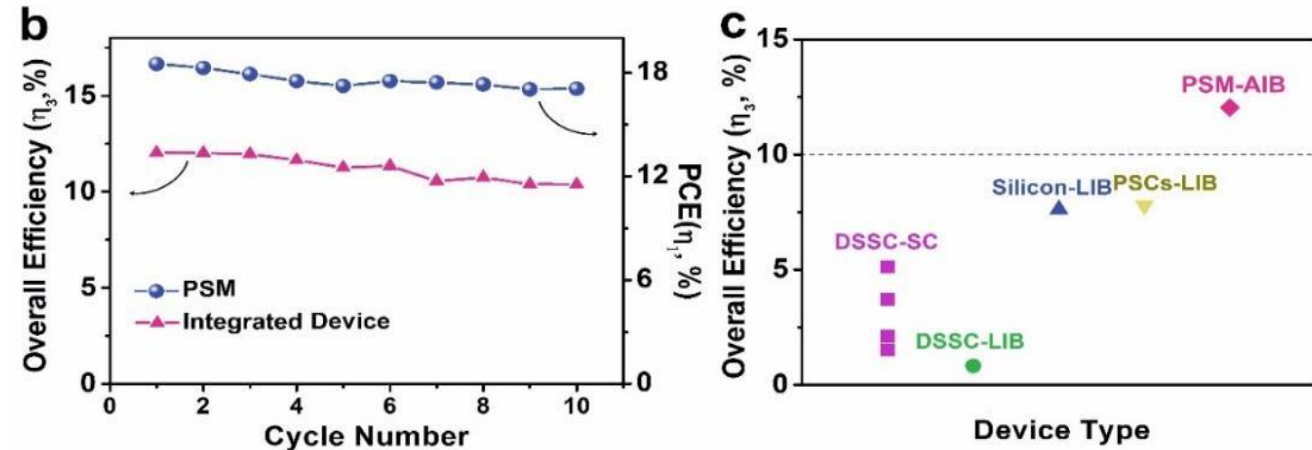 b
Overall Efficiency (η₃, %)
15
10
5
0
18
12
6
0
PCE(η₁, %)
PSM
Integrated Device
0 2 4 6 8 10
Cycle Number
c
Overall Efficiency (η₃, %)
15
10
5
0
PSM-AIB
Silicon-LIB PSCs-LIB
DSSC-SC
DSSC-LIB
Device Type